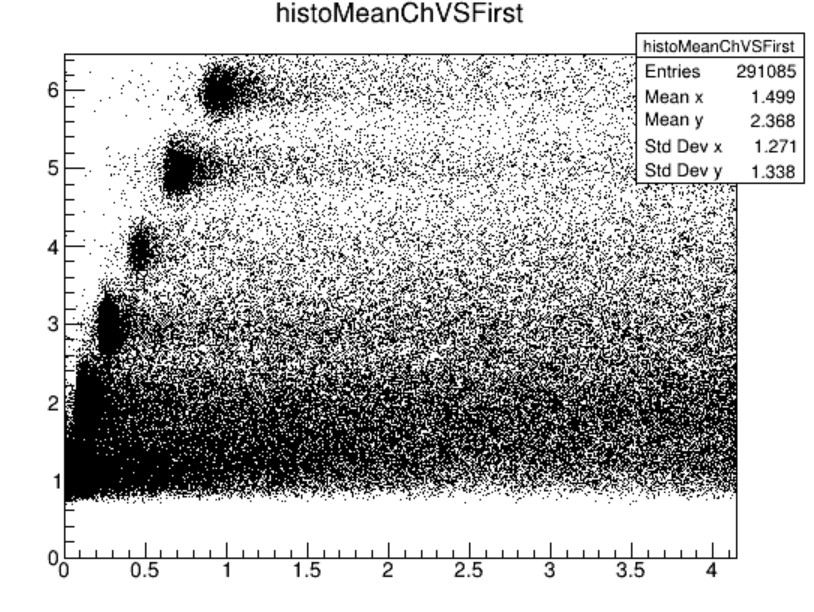 histoMeanChVSFirst
histoMeanChVSFirst
Entries 291085
Mean x 1.499
Mean y 2.368
Std Dev x 1.271
Std Dev y 1.338
6
5
4
3
2
1
0
0 0.5 1 1.5 2 2.5 3 3.5 4